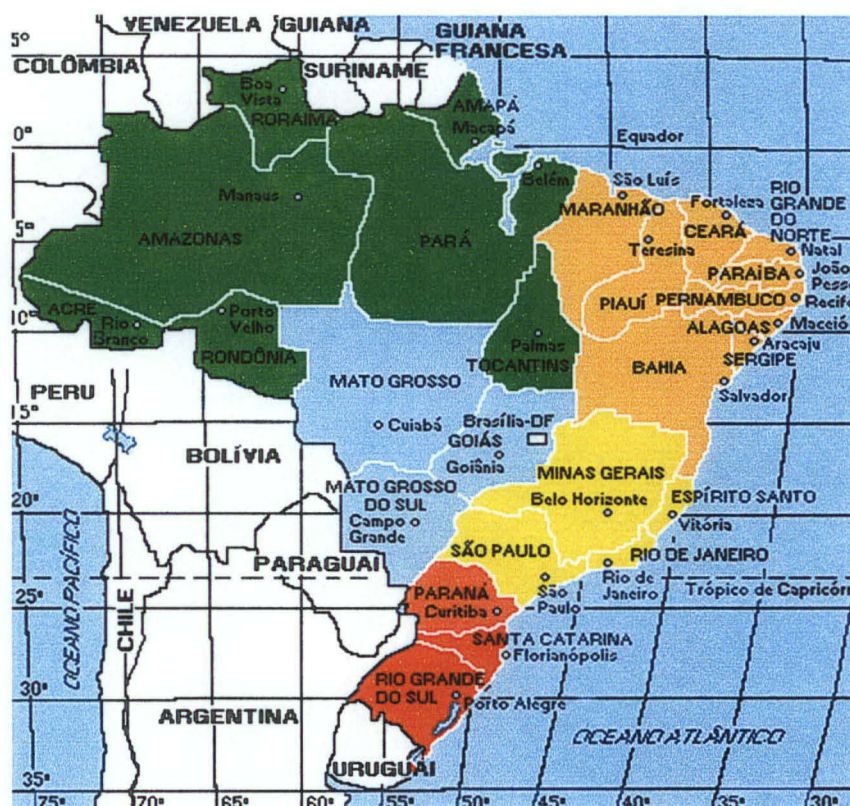 VENEZUELA
GUIANA
GUIANA
FRANCESA
5°
COLÔMBIA
SURINAME
Boa
Vista
RORAIMA
AMAPÁ
Macapá
0°
Equador
Belém
São Luís
Fortaleza
RIO
GRANDE
DO
NORTE
Manaus
MARANHÃO
CEARÁ
AMAZONAS
PARÁ
5°
Teresina
Natal
PARAÍBA
João
Pesso
PIAUÍ
PERNAMBUCO
Recife
ACRE
Rio
Branco
Porto
Velho
10°
RONDÔNIA
Palmas
TOCANTINS
ALAGOAS
Maceió
Aracaju
SERGIPE
BAHIA
PERU
MATO GROSSO
Salvador
15°
Cuiabá
Brasília-DF
GOIÁS
Goiânia
BOLÍVIA
MINAS GERAIS
MATO GROSSO
DO SUL
Campo
Grande
Belo Horizonte
ESPÍRITO SANTO
Vitória
20°
OCEANO PACÍFICO
PARAGUAI
SÃO PAULO
RIO DE JANEIRO
Rio de
Janeiro
São
Paulo
Trópico de Capricórn
PARANÁ
Curitiba
25°
CHILE
SANTA CATARINA
Florianópolis
RIO GRANDE
DO SUL
30°
Porto Alegre
ARGENTINA
OCEANO ATLÂNTICO
URUGUAI
35°
75°
70°
65°
60°
55°
50°
45°
40°
35°
30°